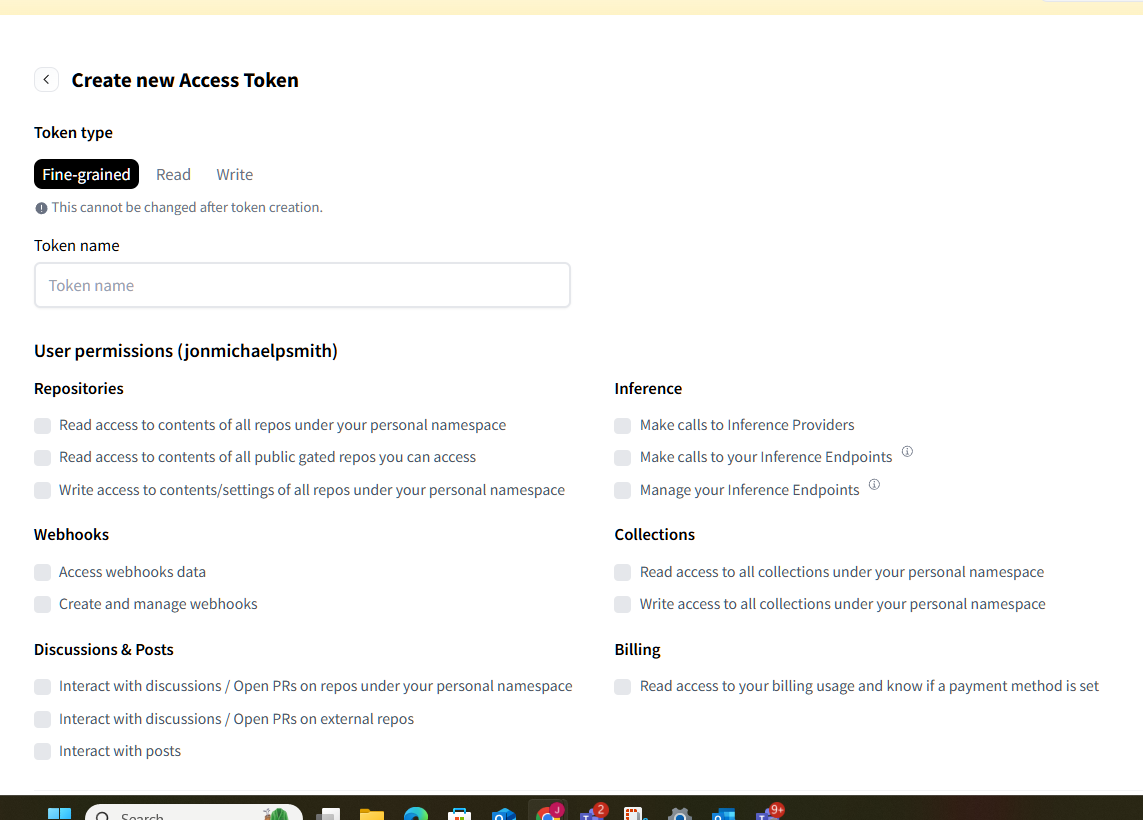 Create new Access Token
Token type
Fine-grained Read Write
This cannot be changed after token creation.
Token name
Token name
User permissions (jonmichaelpsmith)
Repositories
Read access to contents of all repos under your personal namespace
Read access to contents of all public gated repos you can access
Write access to contents/settings of all repos under your personal namespace
Inference
Make calls to Inference Providers
Make calls to your Inference Endpoints
Manage your Inference Endpoints
Webhooks
Access webhooks data
Create and manage webhooks
Collections
Read access to all collections under your personal namespace
Write access to all collections under your personal namespace
Discussions & Posts
Interact with discussions / Open PRs on repos under your personal namespace
Interact with discussions / Open PRs on external repos
Interact with posts
Billing
Read access to your billing usage and know if a payment method is set
Search
J
2
9+